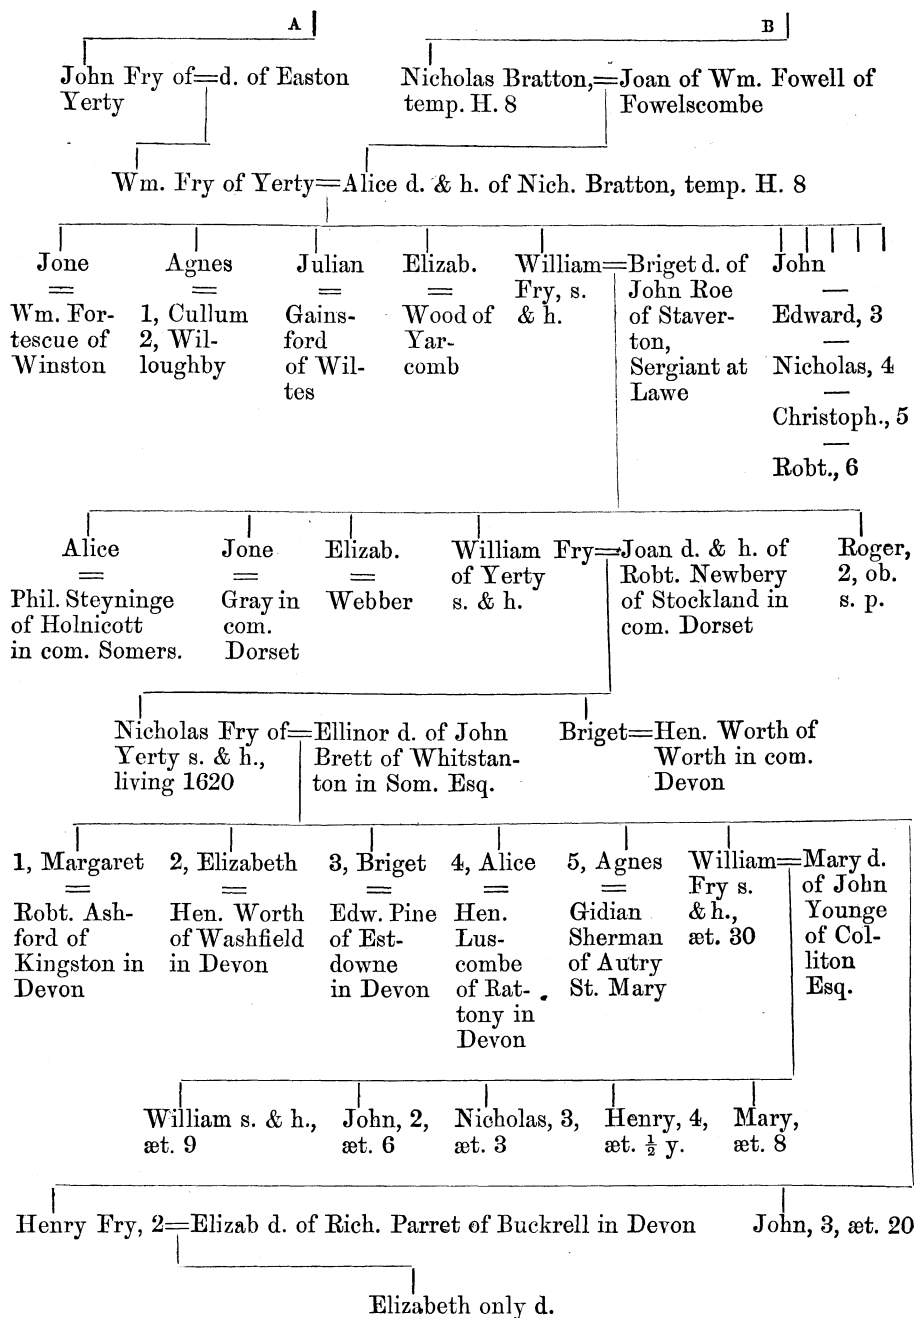 A B
John Fry of=d. of Easton
Yerty
Nicholas Bratton,=Joan of Wm. Fowell of
temp. H. 8 Fowelscombe
Wm. Fry of Yerty=Alice d. & h. of Nich. Bratton, temp. H. 8
Jone
=
Wm. For-
tescue of
Winston
Agnes
=
1, Cullum
2, Wil-
loughby
Julian
=
Gains-
ford
of Wil-
tes
Elizab.
=
Wood of
Yar-
comb
William=
Fry, s.
& h.
Briget d. of
John Roe
of Staver-
ton,
Sergiant at
Lawe
John
—
Edward, 3
—
Nicholas, 4
—
Christoph., 5
—
Robt., 6
Alice
=
Phil. Steyninge
of Holnicott
in com. Somers.
Jone
=
Gray in
com.
Dorset
Elizab.
=
Webber
William Fry=
of Yerty
s. & h.
Joan d. & h. of
Robt. Newbery
of Stockland in
com. Dorset
Roger,
2, ob.
s. p.
Nicholas Fry of=
Yerty s. & h.,
living 1620
Ellinor d. of John
Brett of Whitstan-
ton in Som. Esq.
Briget=Hen. Worth of
Worth in com.
Devon
1, Margaret
=
Robt. Ash-
ford of
Kingston in
Devon
2, Elizabeth
=
Hen. Worth
of Washfield
in Devon
3, Briget
=
Edw. Pine
of Est-
downe
in Devon
4, Alice
=
Hen.
Lus-
combe
of Rat-
tony in
Devon
5, Agnes
=
Gidian
Sherman
of Autry
St. Mary
William=
Fry s.
& h.,
æt. 30
Mary d.
of John
Younge
of Col-
liton
Esq.
William s. & h.,
æt. 9
John, 2,
æt. 6
Nicholas, 3,
æt. 3
Henry, 4,
æt. ½ y.
Mary,
æt. 8
Henry Fry, 2=Elizab d. of Rich. Parret of Buckrell in Devon
John, 3, æt. 20
Elizabeth only d.